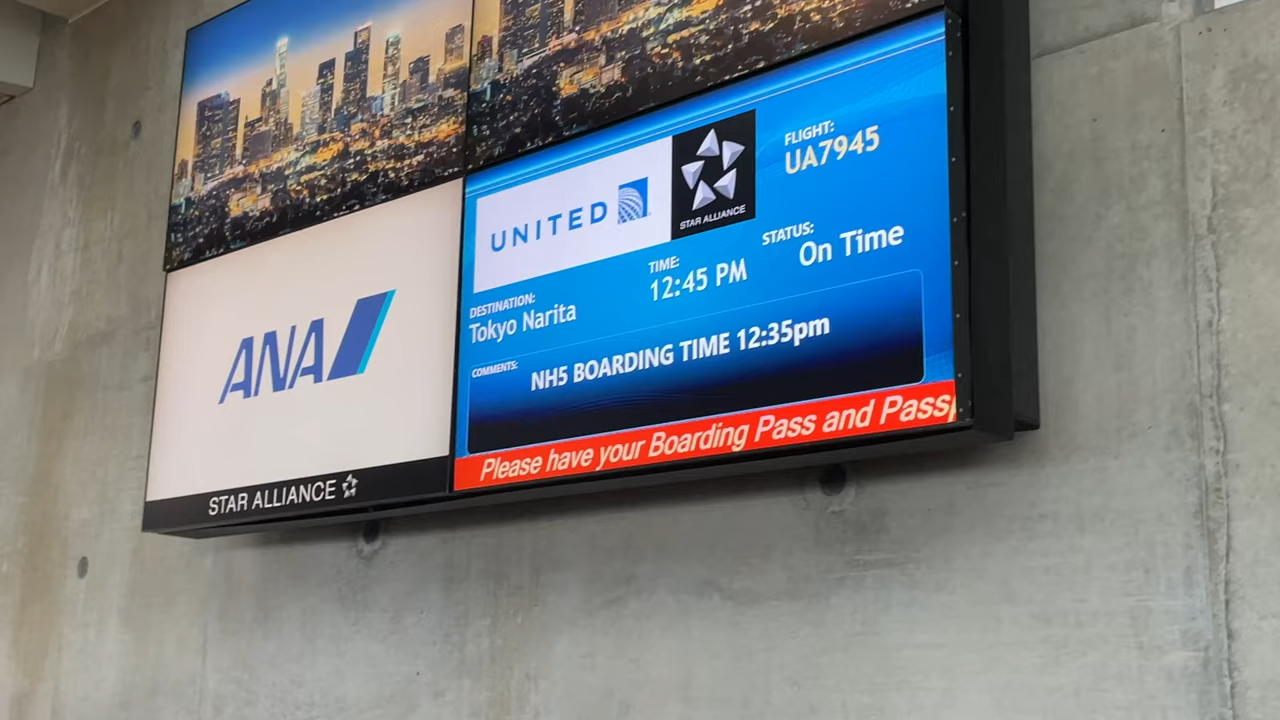 UNITED
STAR ALLIANCE
FLIGHT:
UA7945
DESTINATION:
Tokyo Narita
TIME:
12:45 PM
STATUS:
On Time
COMMENTS:
NH5 BOARDING TIME 12:35pm
Please have your Boarding Pass and Passp
ANA
STAR ALLIANCE